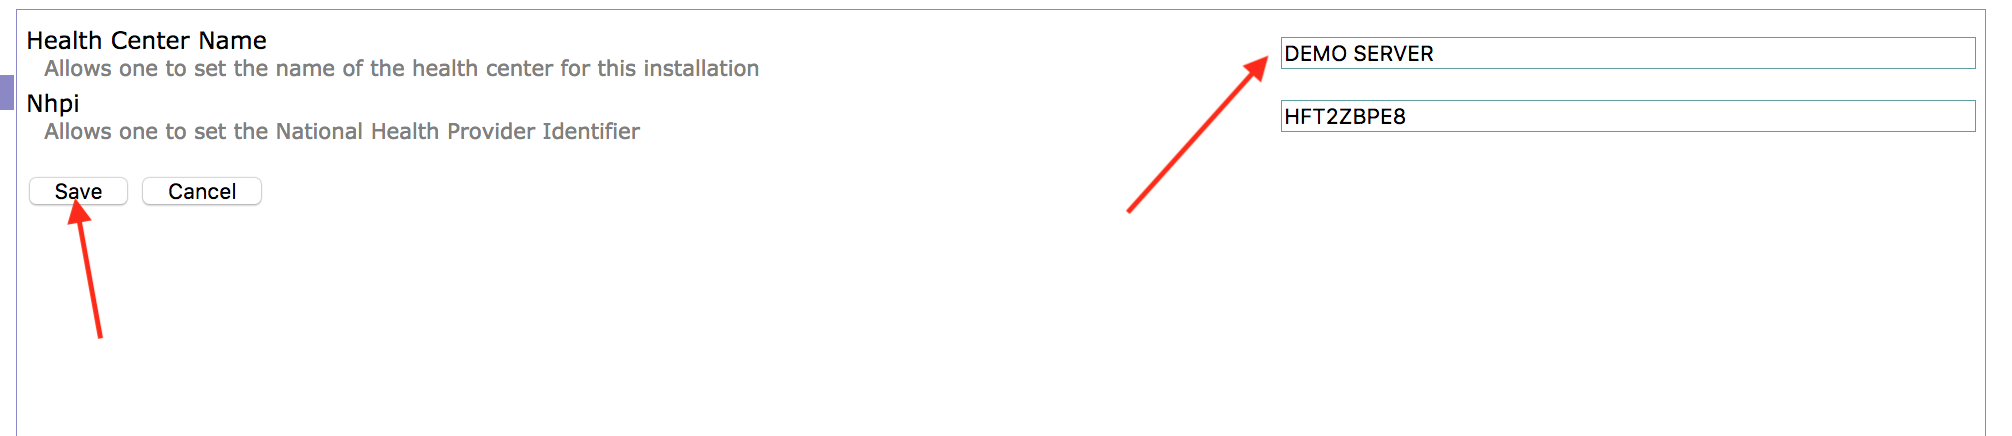 Health Center Name
DEMO SERVER
Allows one to set the name of the health center for this installation
Nhpi
HFT2ZBPE8
Allows one to set the National Health Provider Identifier
Save Cancel